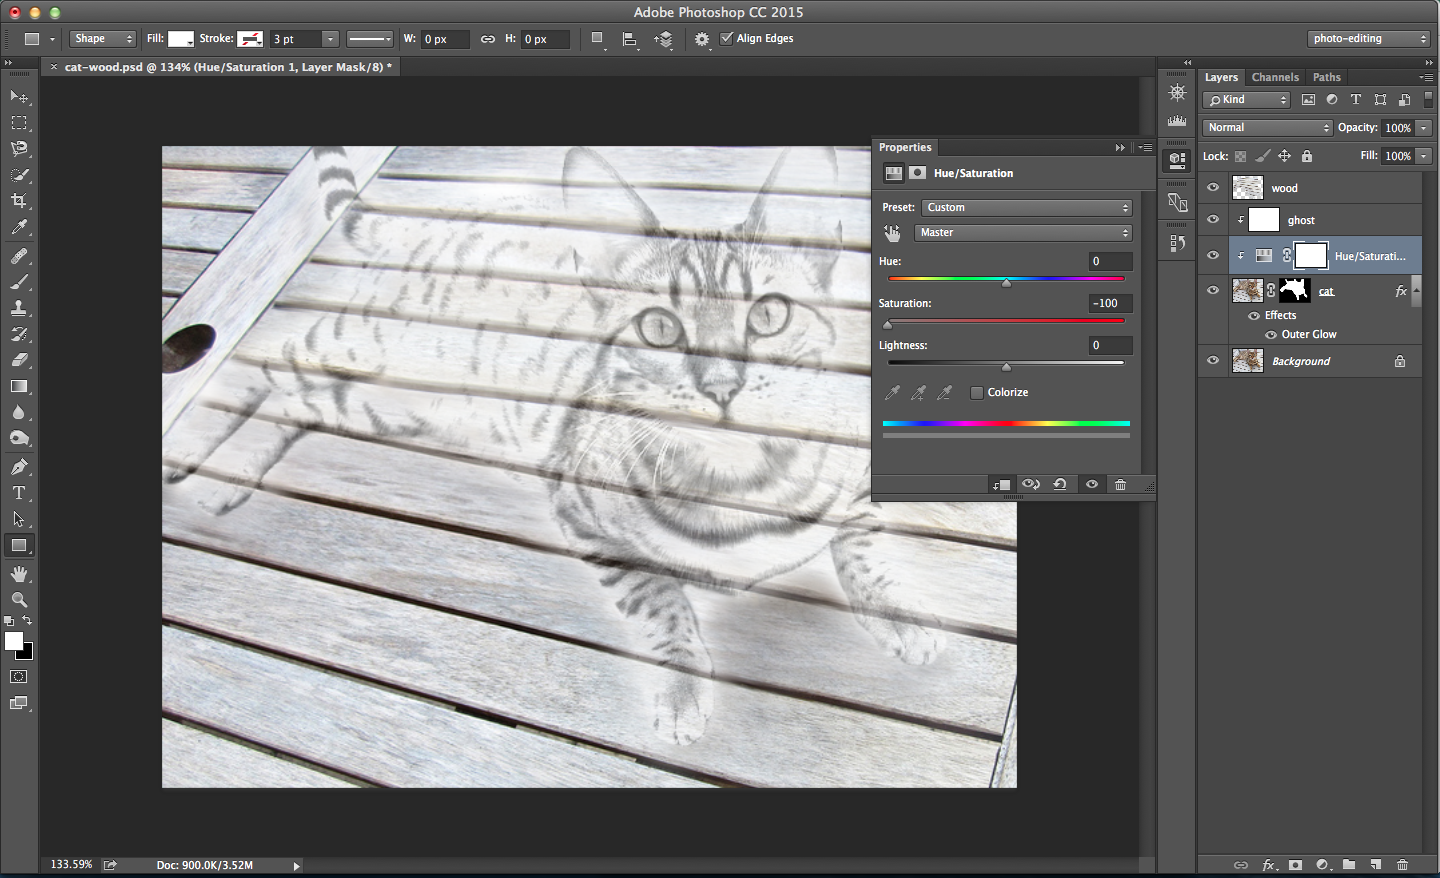 Adobe Photoshop CC 2015
Shape Fill: Stroke: 3 pt W: 0 px H: 0 px Align Edges photo-editing
× cat-wood.psd @ 134% (Hue/Saturation 1, Layer Mask/8) *
Layers Channels Paths
Kind
Normal Opacity: 100%
Lock: Fill: 100%
wood
ghost
Hue/Saturati...
cat fx
Effects
Outer Glow
Background
Properties
Hue/Saturation
Preset: Custom
Master
Hue: 0
Saturation: -100
Lightness: 0
Colorize
133.59% Doc: 900.0K/3.52M
fx